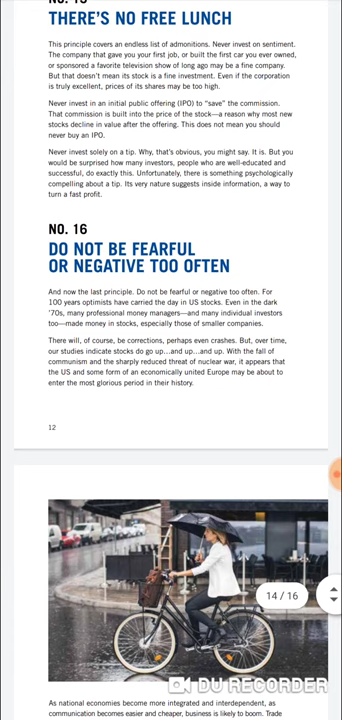 NO. 15
THERE'S NO FREE LUNCH
This principle covers an endless list of admonitions. Never invest on sentiment.
The company that gave you your first job, or built the first car you ever owned,
or sponsored a favorite television show of long ago may be a fine company.
But that doesn't mean its stock is a fine investment. Even if the corporation
is truly excellent, prices of its shares may be too high.
Never invest in an initial public offering (IPO) to "save" the commission.
That commission is built into the price of the stock—a reason why most new
stocks decline in value after the offering. This does not mean you should
never buy an IPO.
Never invest solely on a tip. Why, that's obvious, you might say. It is. But you
would be surprised how many investors, people who are well-educated and
successful, do exactly this. Unfortunately, there is something psychologically
compelling about a tip. Its very nature suggests inside information, a way to
turn a fast profit.
NO. 16
DO NOT BE FEARFUL
OR NEGATIVE TOO OFTEN
And now the last principle. Do not be fearful or negative too often. For
100 years optimists have carried the day in US stocks. Even in the dark
'70s, many professional money managers—and many individual investors
too—made money in stocks, especially those of smaller companies.
There will, of course, be corrections, perhaps even crashes. But, over time,
our studies indicate stocks do go up...and up...and up. With the fall of
communism and the sharply reduced threat of nuclear war, it appears that
the US and some form of an economically united Europe may be about to
enter the most glorious period in their history.
12
14 / 16
DU RECORDER
As national economies become more integrated and interdependent, as
communication becomes easier and cheaper, business is likely to boom. Trade